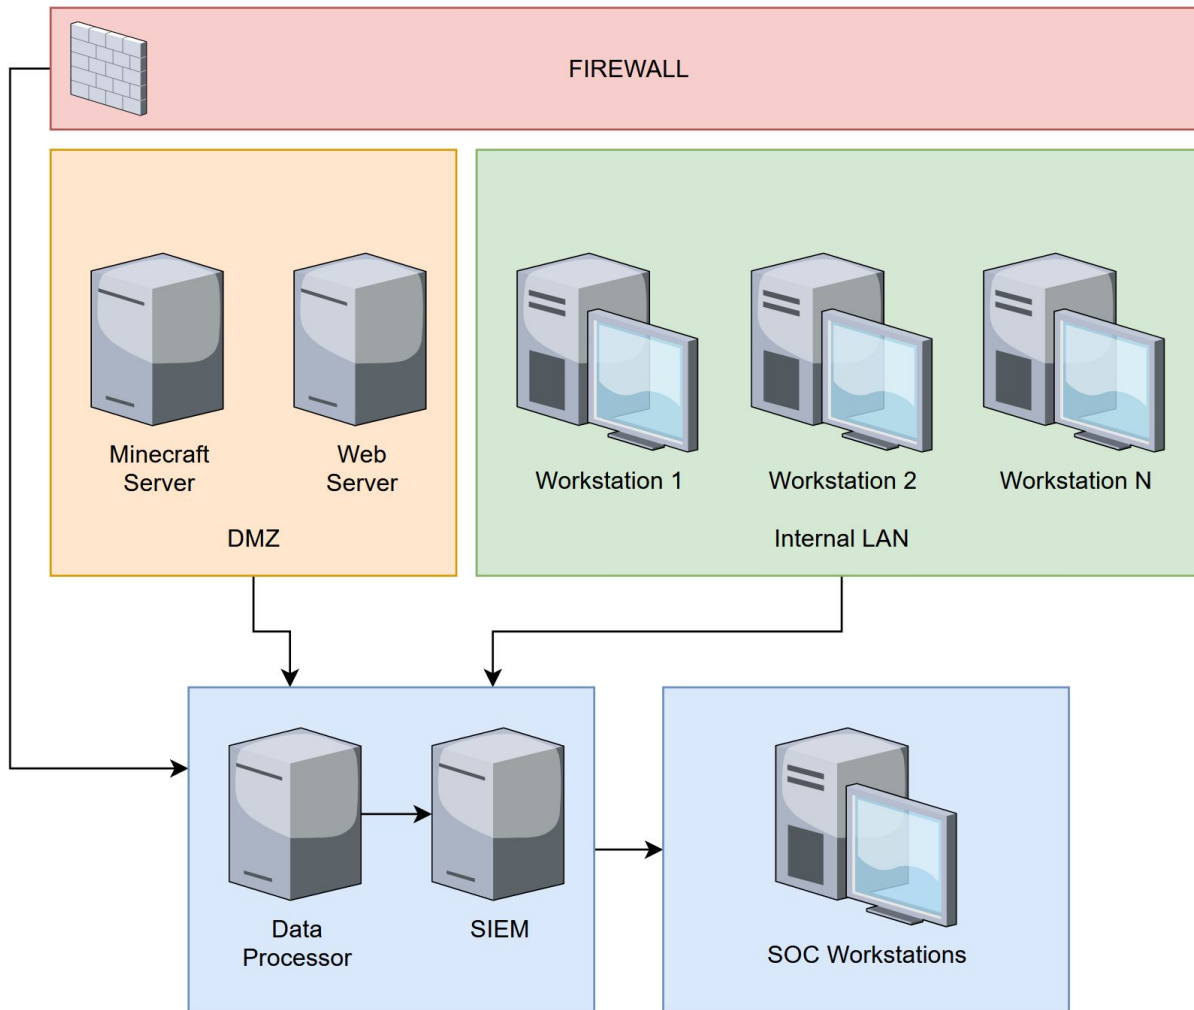 FIREWALL
Minecraft
Server
Web
Server
DMZ
Workstation 1
Workstation 2
Workstation N
Internal LAN
Data
Processor
SIEM
SOC Workstations